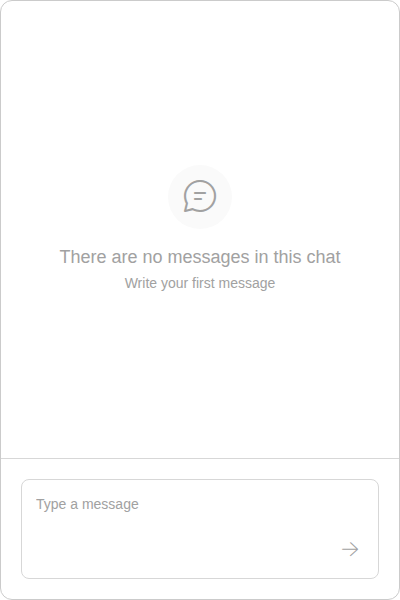 There are no messages in this chat
Write your first message
Type a message